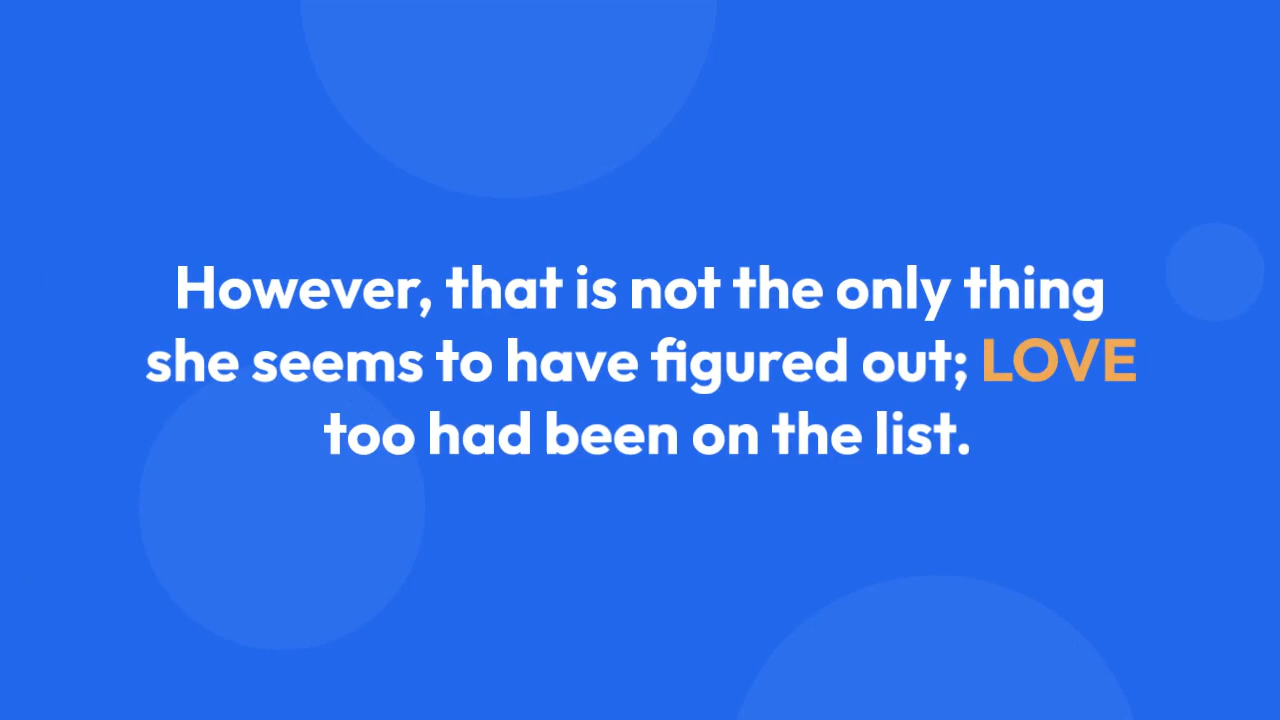 However, that is not the only thing
she seems to have figured out; LOVE
too had been on the list.